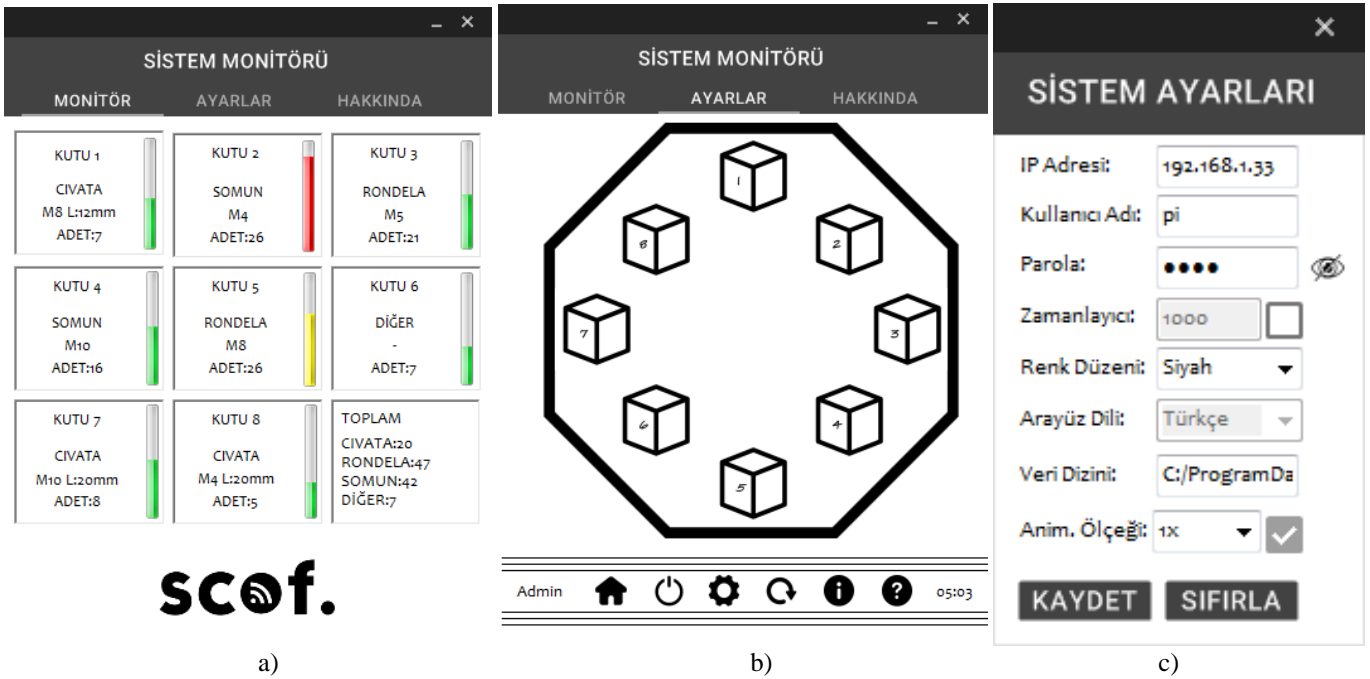 SİSTEM MONİTÖRÜ
MONİTÖR AYARLAR HAKKINDA
KUTU 1
CIVATA
M8 L:12mm
ADET:7
KUTU 2
SOMUN
M4
ADET:26
KUTU 3
RONDELA
M5
ADET:21
KUTU 4
SOMUN
M10
ADET:16
KUTU 5
RONDELA
M8
ADET:26
KUTU 6
DİĞER
-
ADET:7
KUTU 7
CIVATA
M10 L:20mm
ADET:8
KUTU 8
CIVATA
M4 L:20mm
ADET:5
TOPLAM
CIVATA:20
RONDELA:47
SOMUN:42
DİĞER:7
scof.
a)
SİSTEM MONİTÖRÜ
MONİTÖR AYARLAR HAKKINDA
1
8 2
7 3
6 4
5
Admin i ? 05:03
b)
SİSTEM AYARLARI
IP Adresi: 192.168.1.33
Kullanıcı Adı: pi
Parola: ●●●●
Zamanlayıcı: 1000
Renk Düzeni: Siyah
Arayüz Dili: Türkçe
Veri Dizini: C:/ProgramDa
Anim. Ölçeği: 1x
KAYDET SIFIRLA
c)